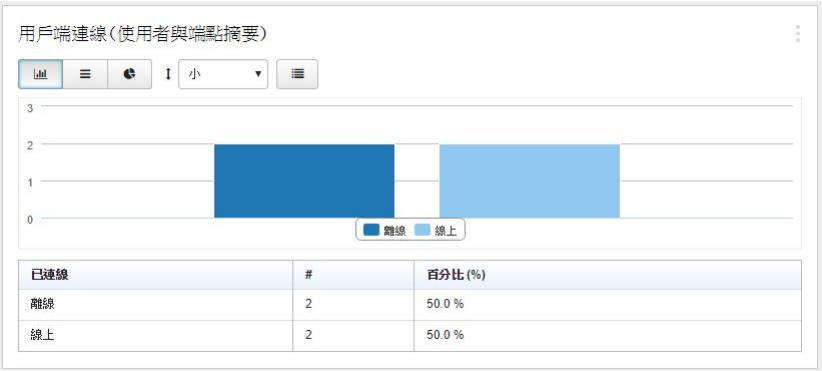 用戶端連線(使用者與端點摘要)
小
3
2
1
0
離線 線上
已連線 # 百分比 (%)
離線 2 50.0 %
線上 2 50.0 %